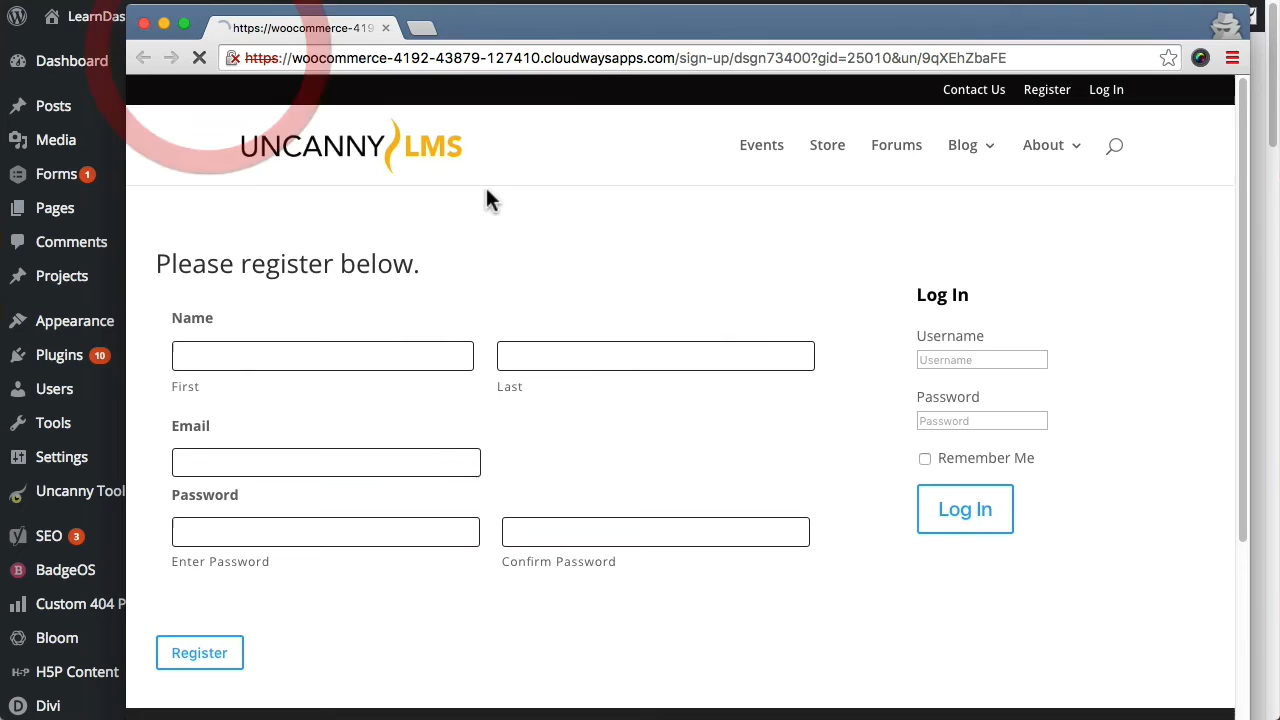 LearnDas
Dashboard
Posts
Media
Forms 1
Pages
Comments
Projects
Appearance
Plugins 10
Users
Tools
Settings
Uncanny Tool
SEO 3
BadgeOS
Custom 404 P
Bloom
H-P H5P Content
Divi
https://woocommerce-419
https://woocommerce-4192-43879-127410.cloudwaysapps.com/sign-up/dsgn73400?gid=25010&un/9qXEhZbaFE
Contact Us Register Log In
UNCANNY LMS
Events Store Forums Blog About
Please register below.
Name
First Last
Email
Password
Enter Password Confirm Password
Register
Log In
Username
Username
Password
Password
Remember Me
Log In